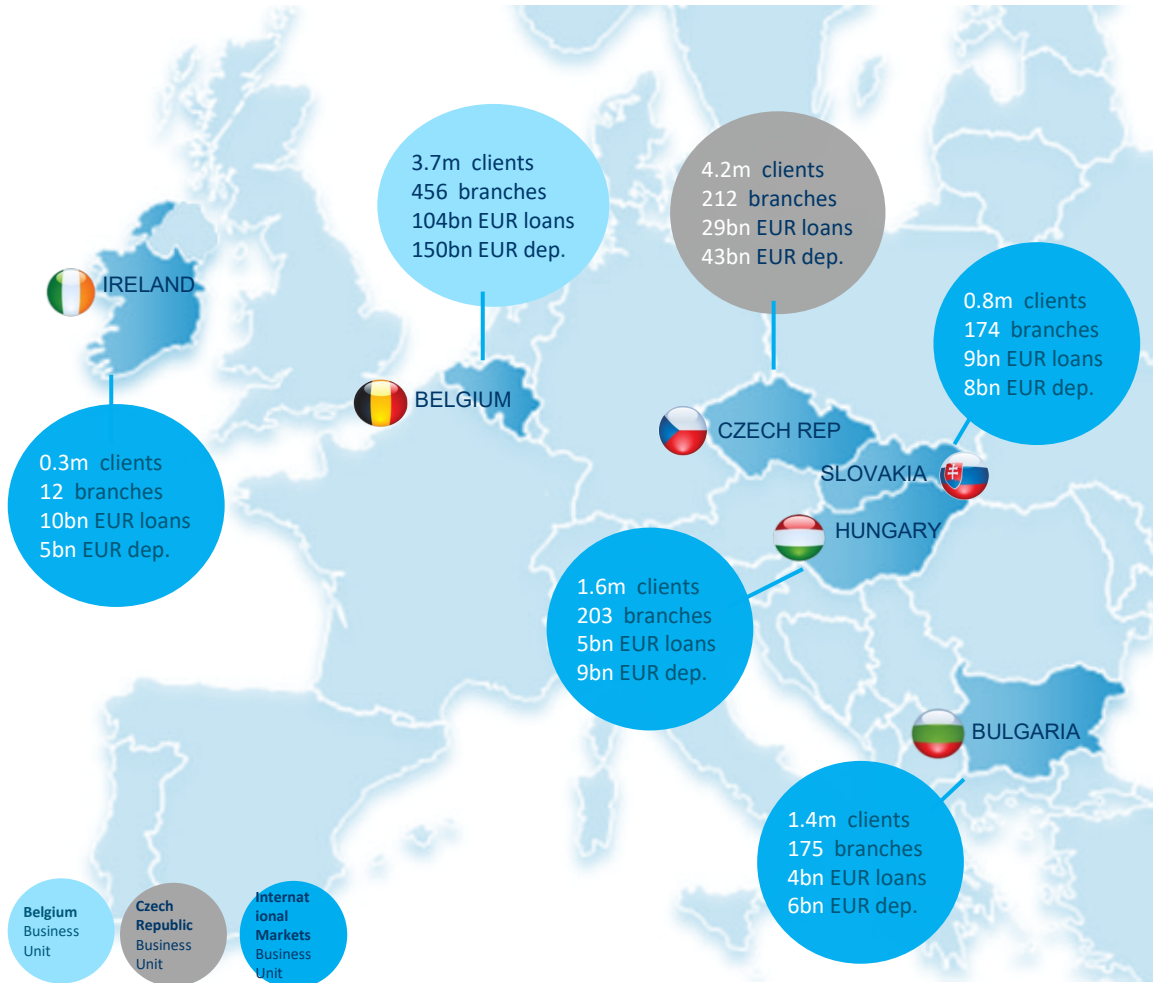 3.7m clients
456 branches
104bn EUR loans
150bn EUR dep.
4.2m clients
212 branches
29bn EUR loans
43bn EUR dep.
IRELAND
0.8m clients
174 branches
9bn EUR loans
8bn EUR dep.
BELGIUM
CZECH REP
SLOVAKIA
HUNGARY
0.3m clients
12 branches
10bn EUR loans
5bn EUR dep.
1.6m clients
203 branches
5bn EUR loans
9bn EUR dep.
BULGARIA
1.4m clients
175 branches
4bn EUR loans
6bn EUR dep.
Belgium
Business
Unit
Czech
Republic
Business
Unit
Internat
ional
Markets
Business
Unit